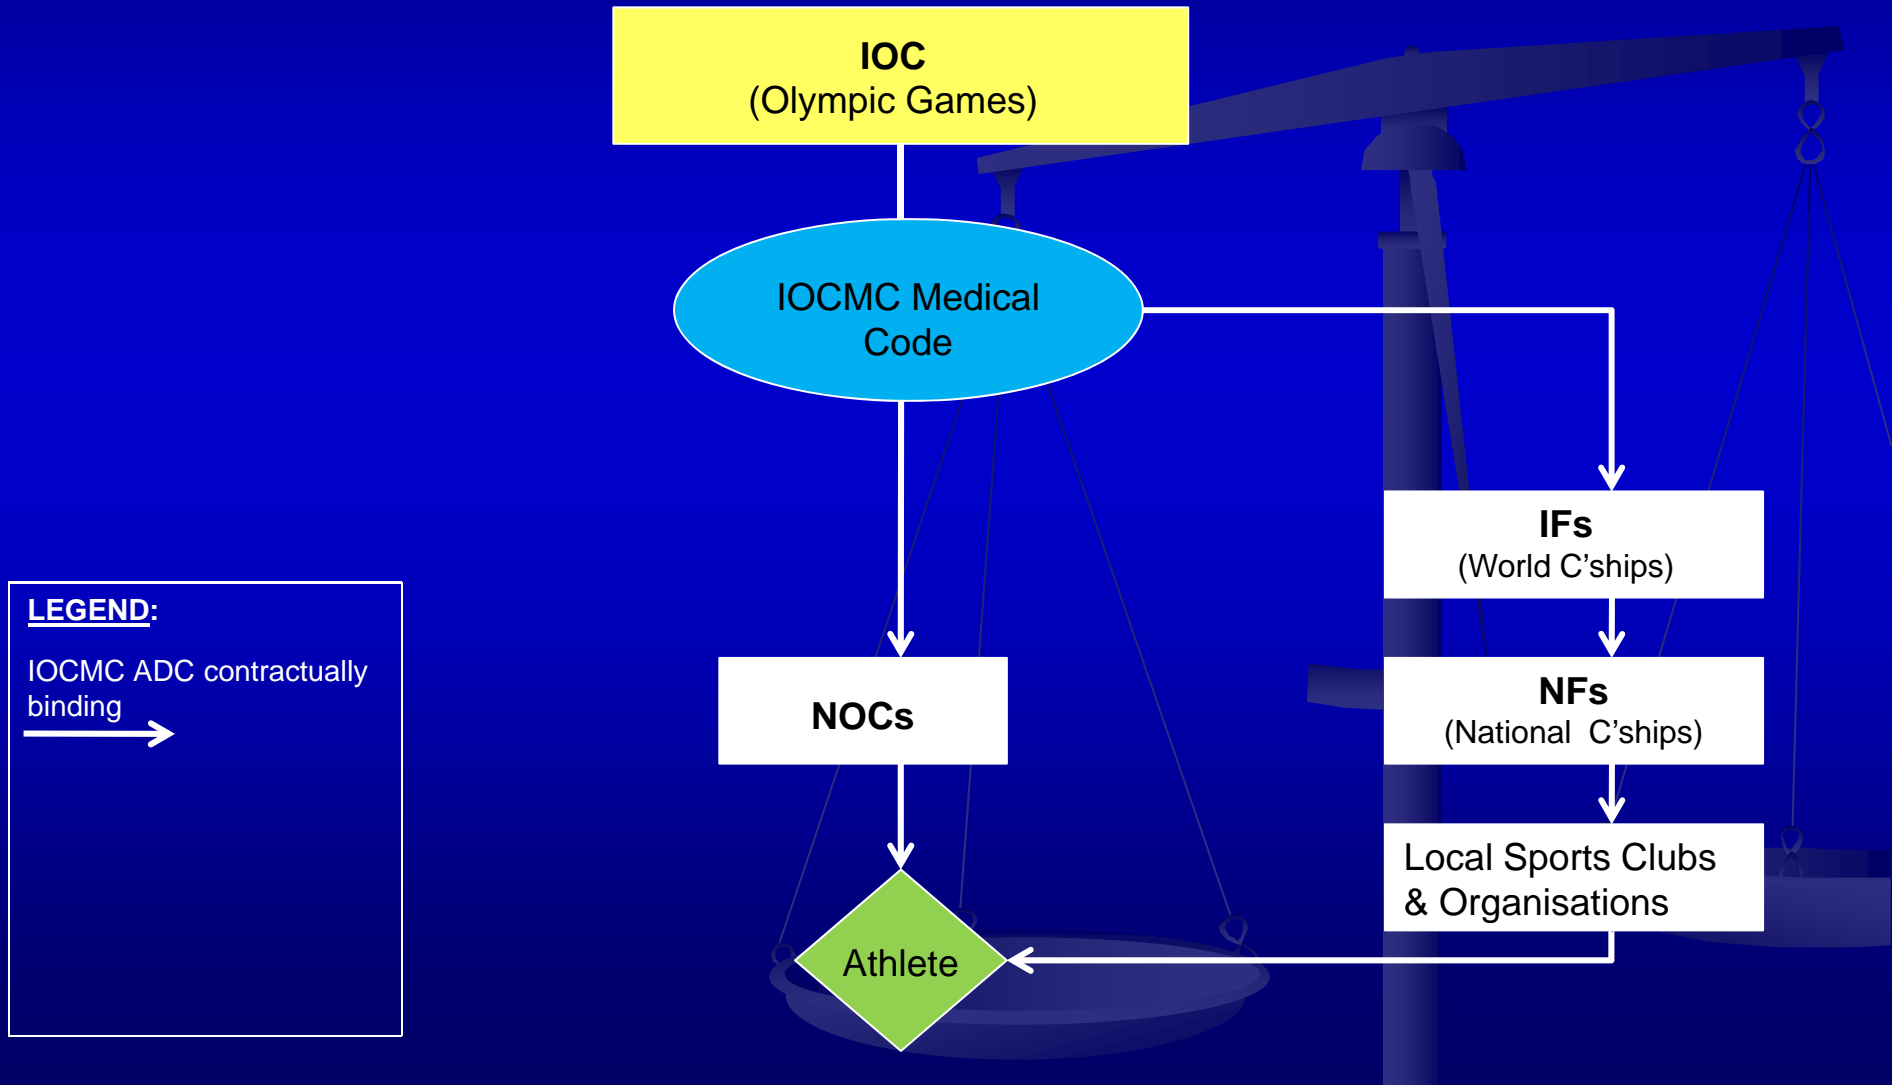 IOC
(Olympic Games)
IOCMC Medical
Code
IFs
(World C’ships)
LEGEND:
IOCMC ADC contractually
binding
NOCs
NFs
(National  C’ships)
Local Sports Clubs
& Organisations
Athlete